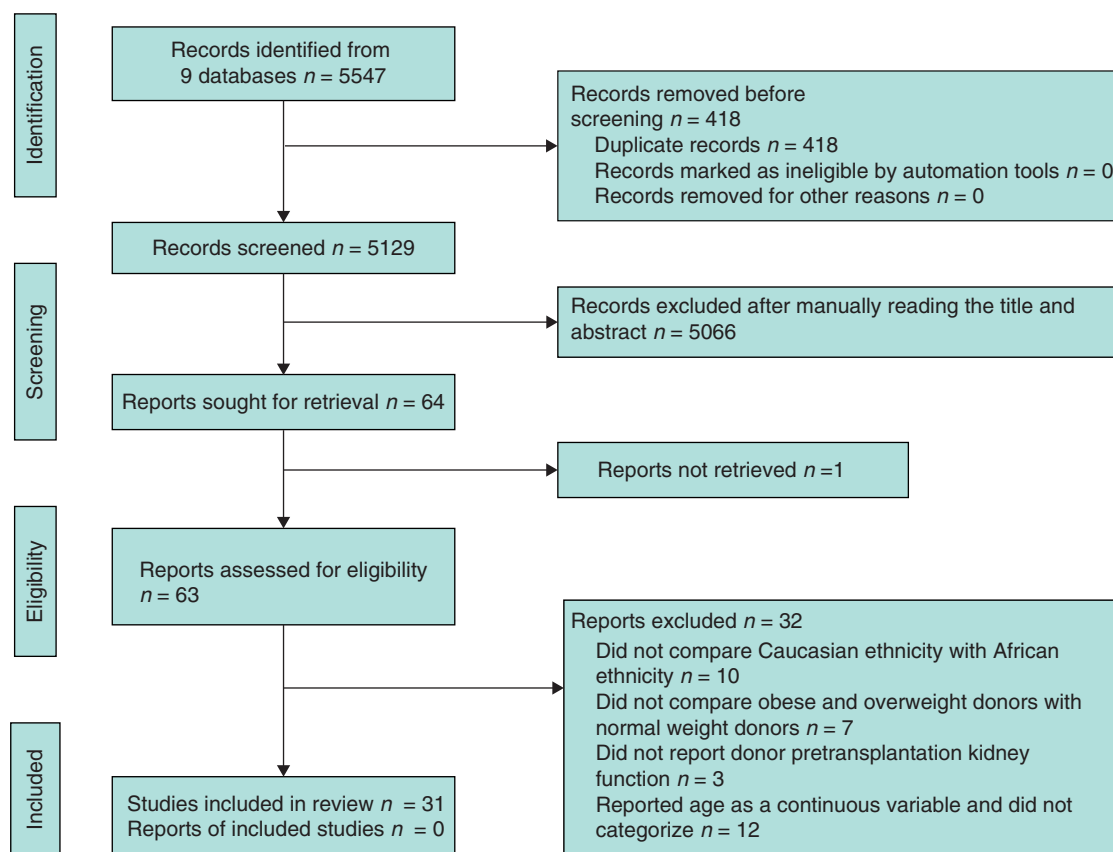 Identification
Records identified from
9 databases n = 5547
Records removed before
screening n = 418
Duplicate records n = 418
Records marked as ineligible by automation tools n = 0
Records removed for other reasons n = 0
Screening
Records screened n = 5129
Records excluded after manually reading the title and
abstract n = 5066
Reports sought for retrieval n = 64
Reports not retrieved n =1
Eligibility
Reports assessed for eligibility
n = 63
Reports excluded n = 32
Did not compare Caucasian ethnicity with African
ethnicity n = 10
Did not compare obese and overweight donors with
normal weight donors n = 7
Did not report donor pretransplantation kidney
function n = 3
Reported age as a continuous variable and did not
categorize n = 12
Included
Studies included in review n = 31
Reports of included studies n = 0